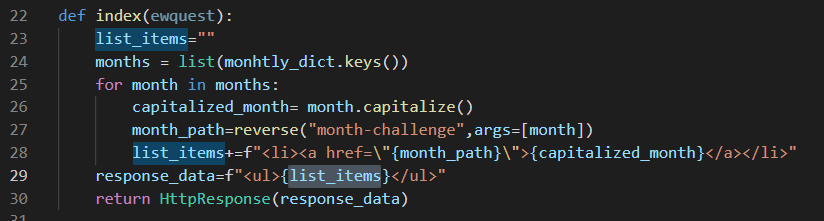 22 def index(ewquest):
23 list_items=""
24 months = list(monhtly_dict.keys())
25 for month in months:
26 capitalized_month= month.capitalize()
27 month_path=reverse("month-challenge",args=[month])
28 list_items+=f"<li><a href=\"{month_path}\">{capitalized_month}</a></li>"
29 response_data=f"<ul>{list_items}</ul>"
30 return HttpResponse(response_data)
31